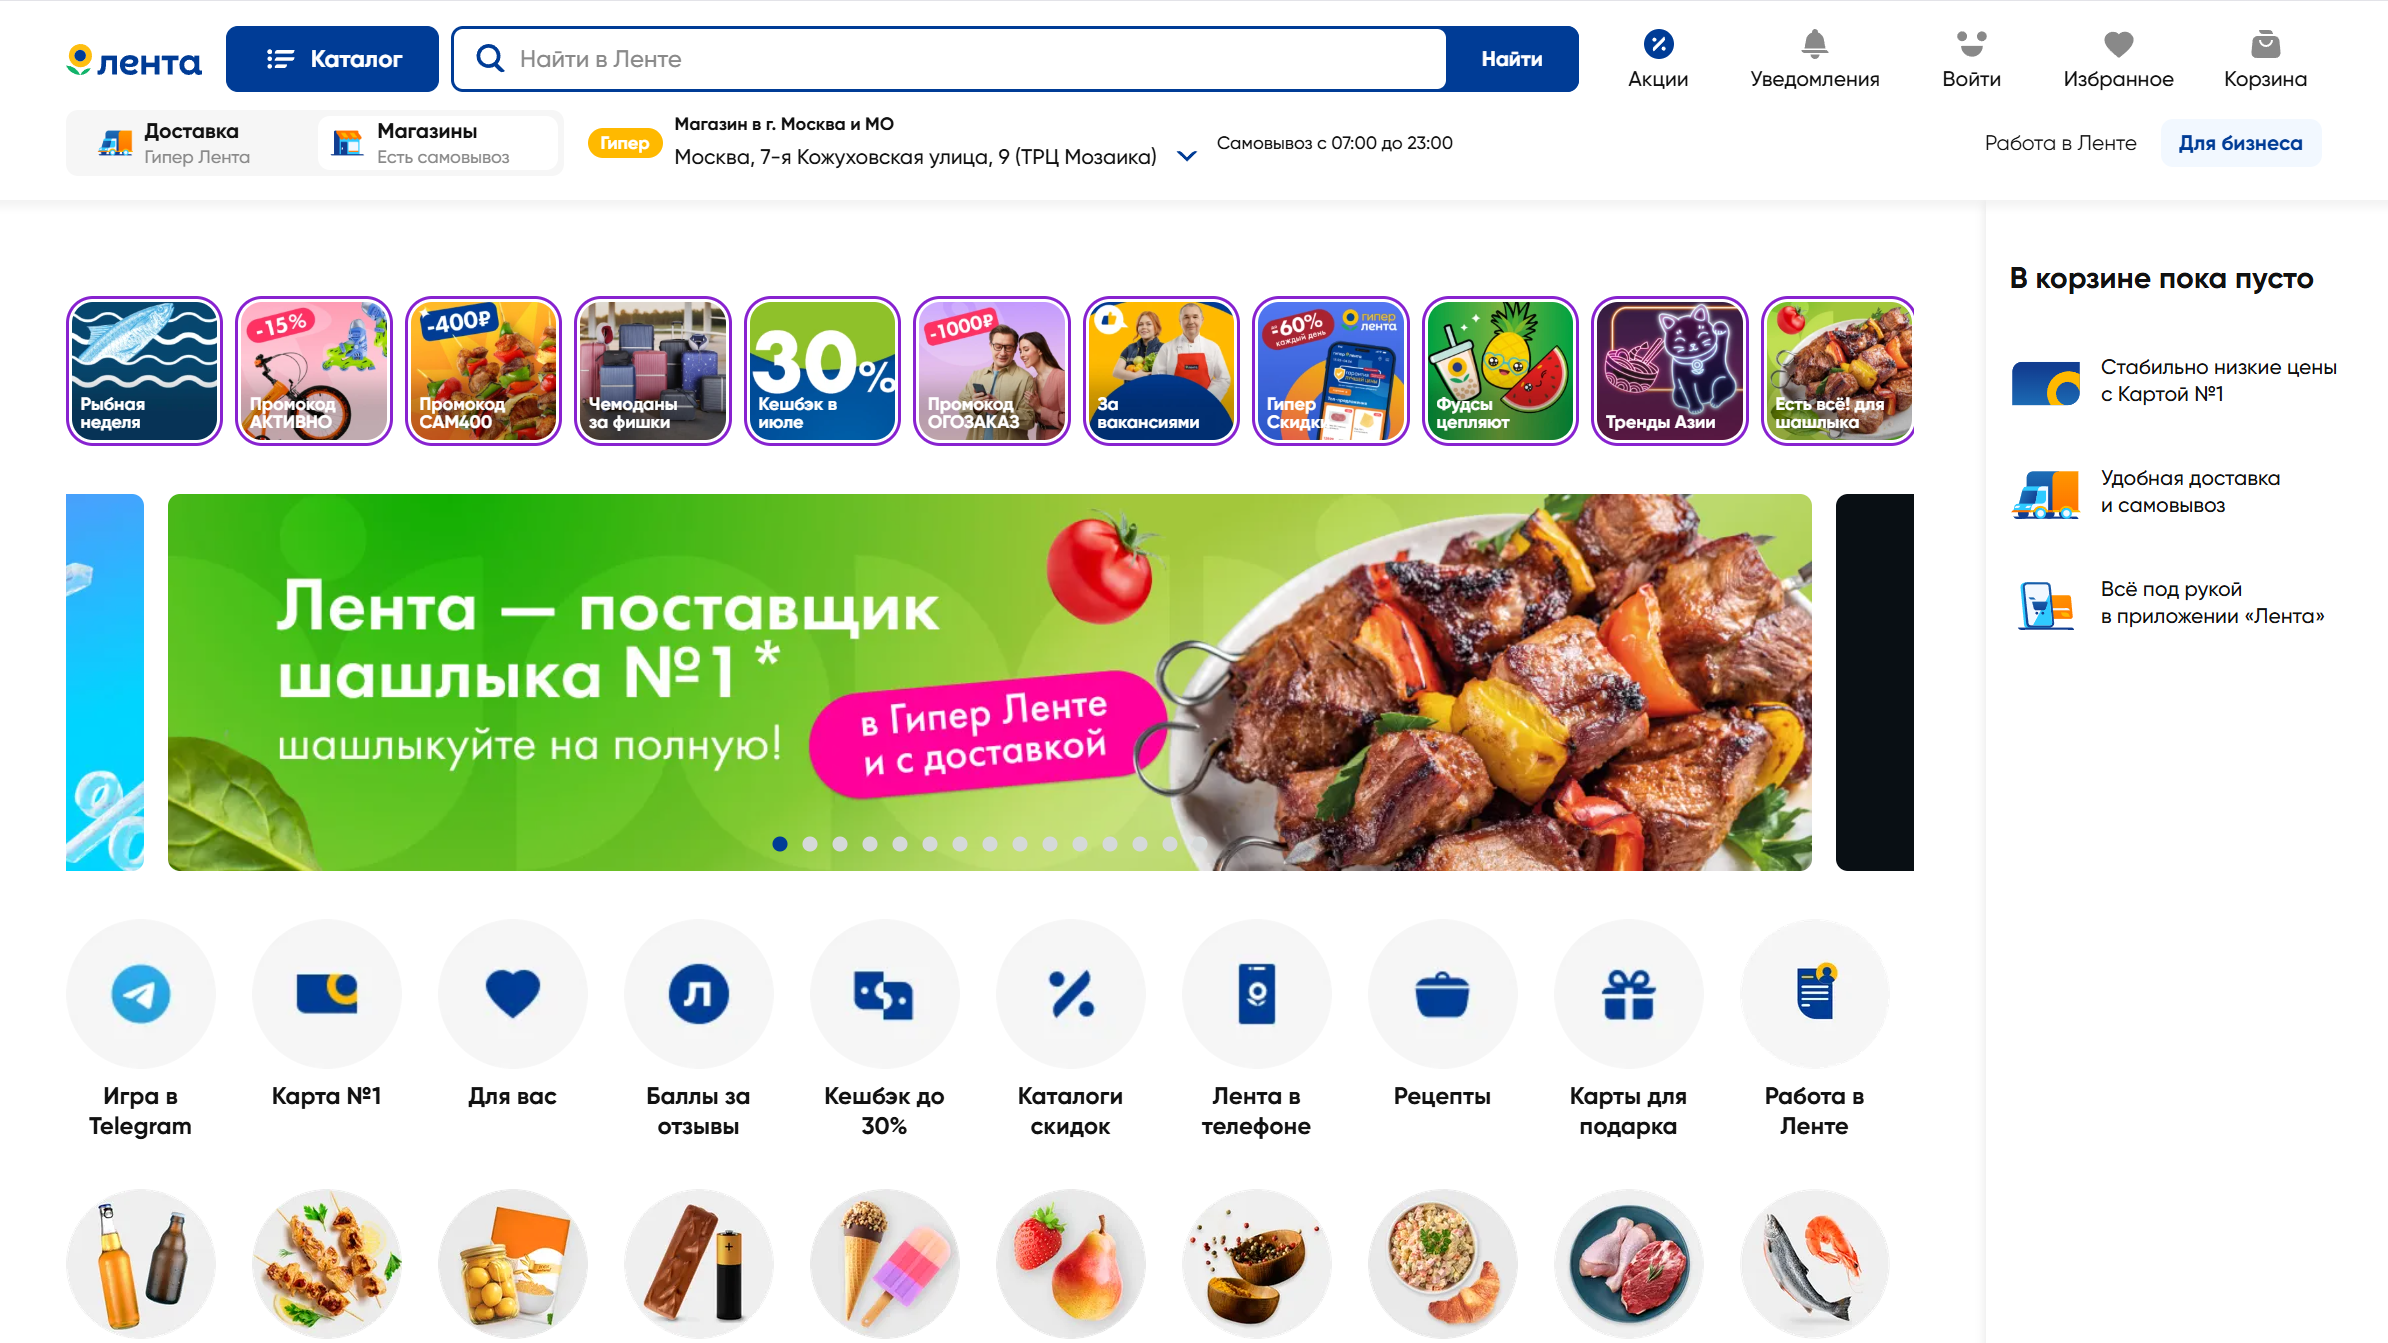 лента
Каталог
Найти в Ленте
Найти
Акции
Уведомления
Войти
Избранное
Корзина
Доставка
Гипер Лента
Магазины
Есть самовывоз
Гипер
Магазин в г. Москва и МО
Москва, 7-я Кожуховская улица, 9 (ТРЦ Мозаика)
Самовывоз с 07:00 до 23:00
Работа в Ленте
Для бизнеса
Рыбная
неделя
-15%
Промокод
АКТИВНО
-400₽
Промокод
САМ400
Чемоданы
за фишки
30%
Кешбэк в
июле
-1000₽
Промокод
ОГОЗАКАЗ
За
вакансиями
-60%
каждый день
гипер
лента
Гипер
Скидки
Фудсы
цепляют
Тренды Азии
Есть всё! для
шашлыка
В корзине пока пусто
Стабильно низкие цены
с Картой №1
Удобная доставка
и самовывоз
Всё под рукой
в приложении «Лента»
Лента — поставщик
шашлыка №1 *
шашлыкуйте на полную!
в Гипер Ленте
и с доставкой
Игра в
Telegram
Карта №1
Для вас
Л
Баллы за
отзывы
Кешбэк до
30%
Каталоги
скидок
Лента в
телефоне
Рецепты
Карты для
подарка
Работа в
Ленте